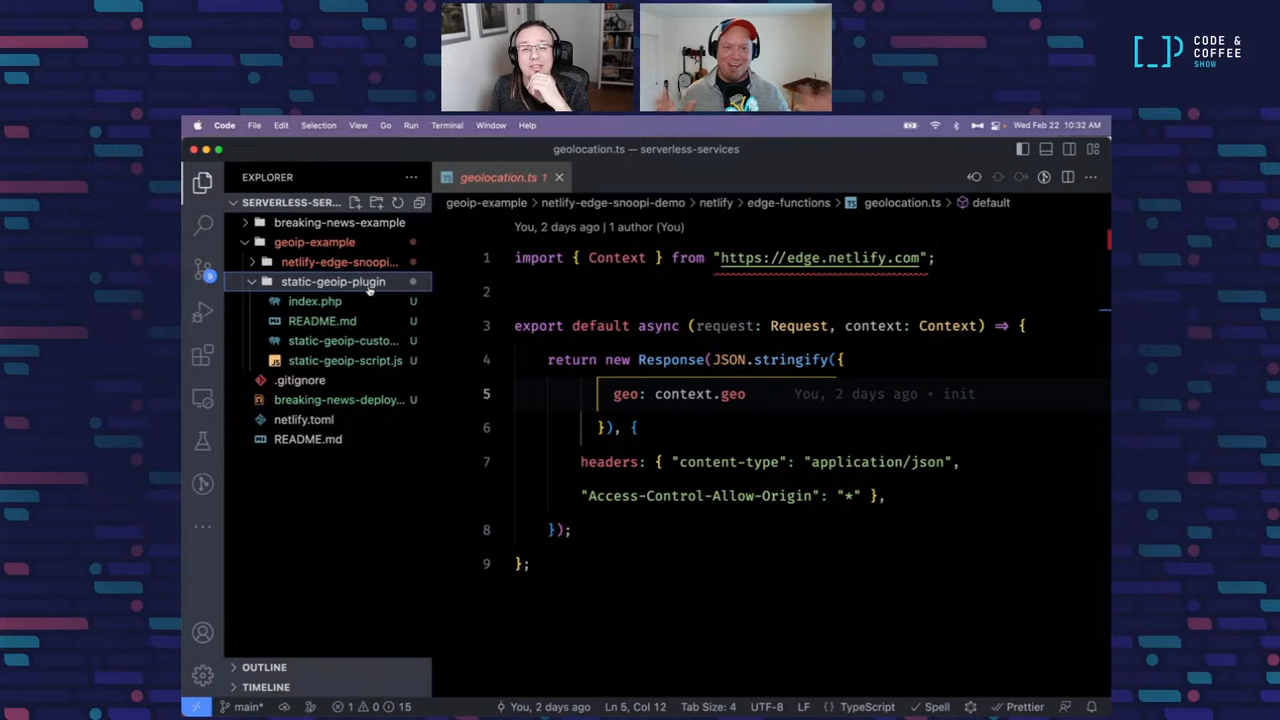 CODE &
COFFEE
SHOW
Code File Edit Selection View Go Run Terminal Window Help Wed Feb 22 10:32 AM
geolocation.ts — serverless-services
EXPLORER
geolocation.ts 1
SERVERLESS-SER...
geoip-example > netlify-edge-snoopi-demo > netlify > edge-functions > geolocation.ts > default
breaking-news-example
geoip-example
netlify-edge-snoopi...
static-geoip-plugin
index.php U
README.md U
static-geoip-custo... U
static-geoip-script.js U
.gitignore
breaking-news-deploy... U
netlify.toml
README.md
You, 2 days ago | 1 author (You)
1 import { Context } from "https://edge.netlify.com";
2
3 export default async (request: Request, context: Context) => {
4 return new Response(JSON.stringify({
5 geo: context.geo You, 2 days ago • init
6 }), {
7 headers: { "content-type": "application/json",
"Access-Control-Allow-Origin": "*" },
8 });
9 };
OUTLINE
TIMELINE
9
main* 1 0 15 You, 2 days ago Ln 5, Col 12 Tab Size: 4 UTF-8 LF TypeScript Spell Prettier